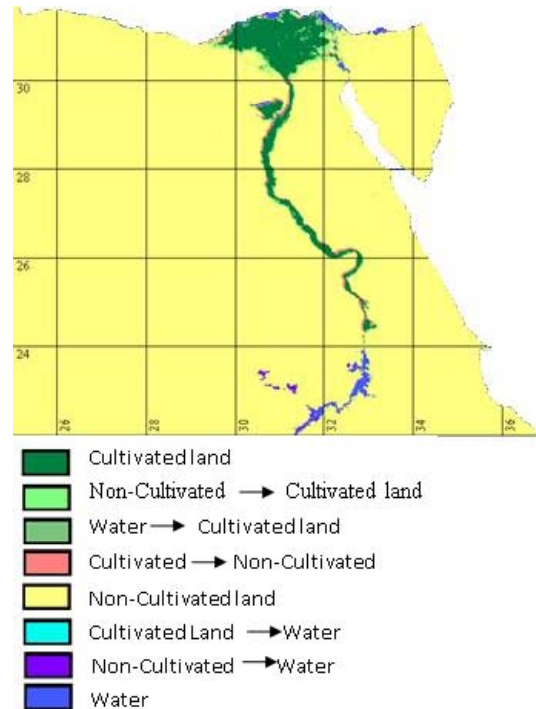 30
28
26
24
26
28
30
32
34
36
Cultivated land
Non-Cultivated → Cultivated land
Water → Cultivated land
Cultivated → Non-Cultivated
Non-Cultivated land
Cultivated Land → Water
Non-Cultivated → Water
Water